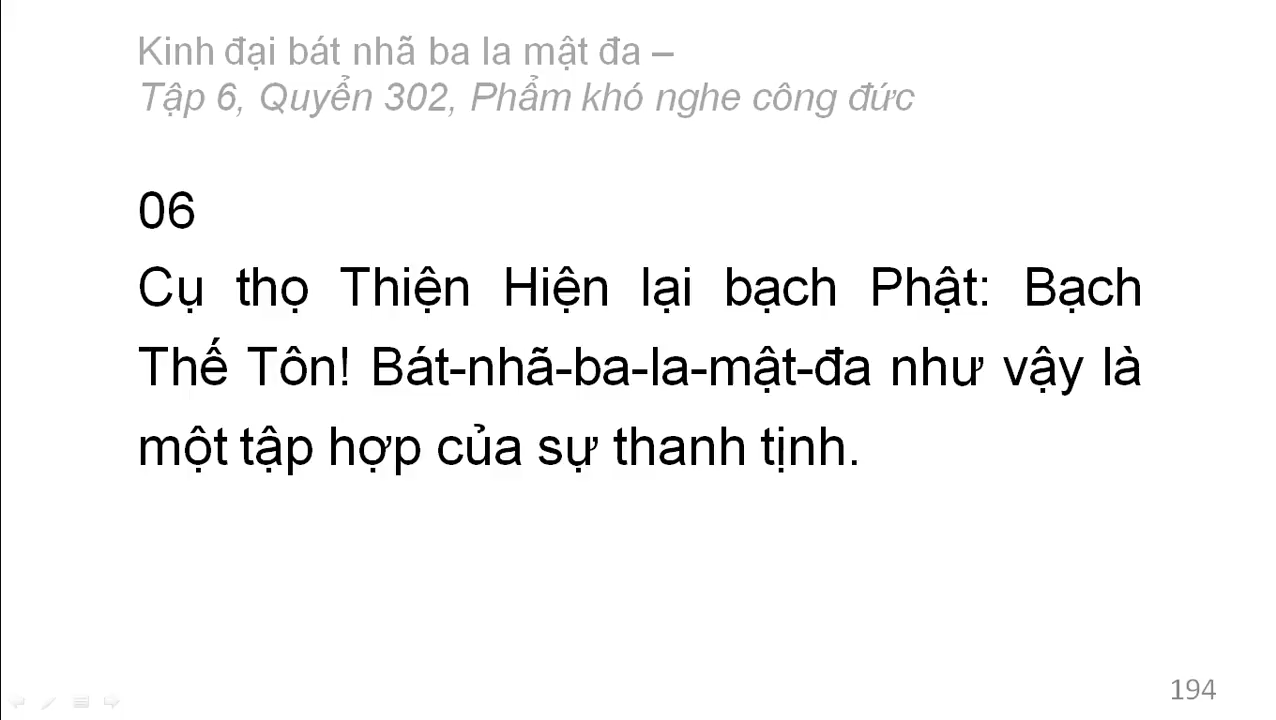 Kinh đại bát nhã ba la mật đa –
Tập 6, Quyển 302, Phẩm khó nghe công đức
06
Cụ thọ Thiện Hiện lại bạch Phật: Bạch
Thế Tôn! Bát-nhã-ba-la-mật-đa như vậy là
một tập hợp của sự thanh tịnh.
194